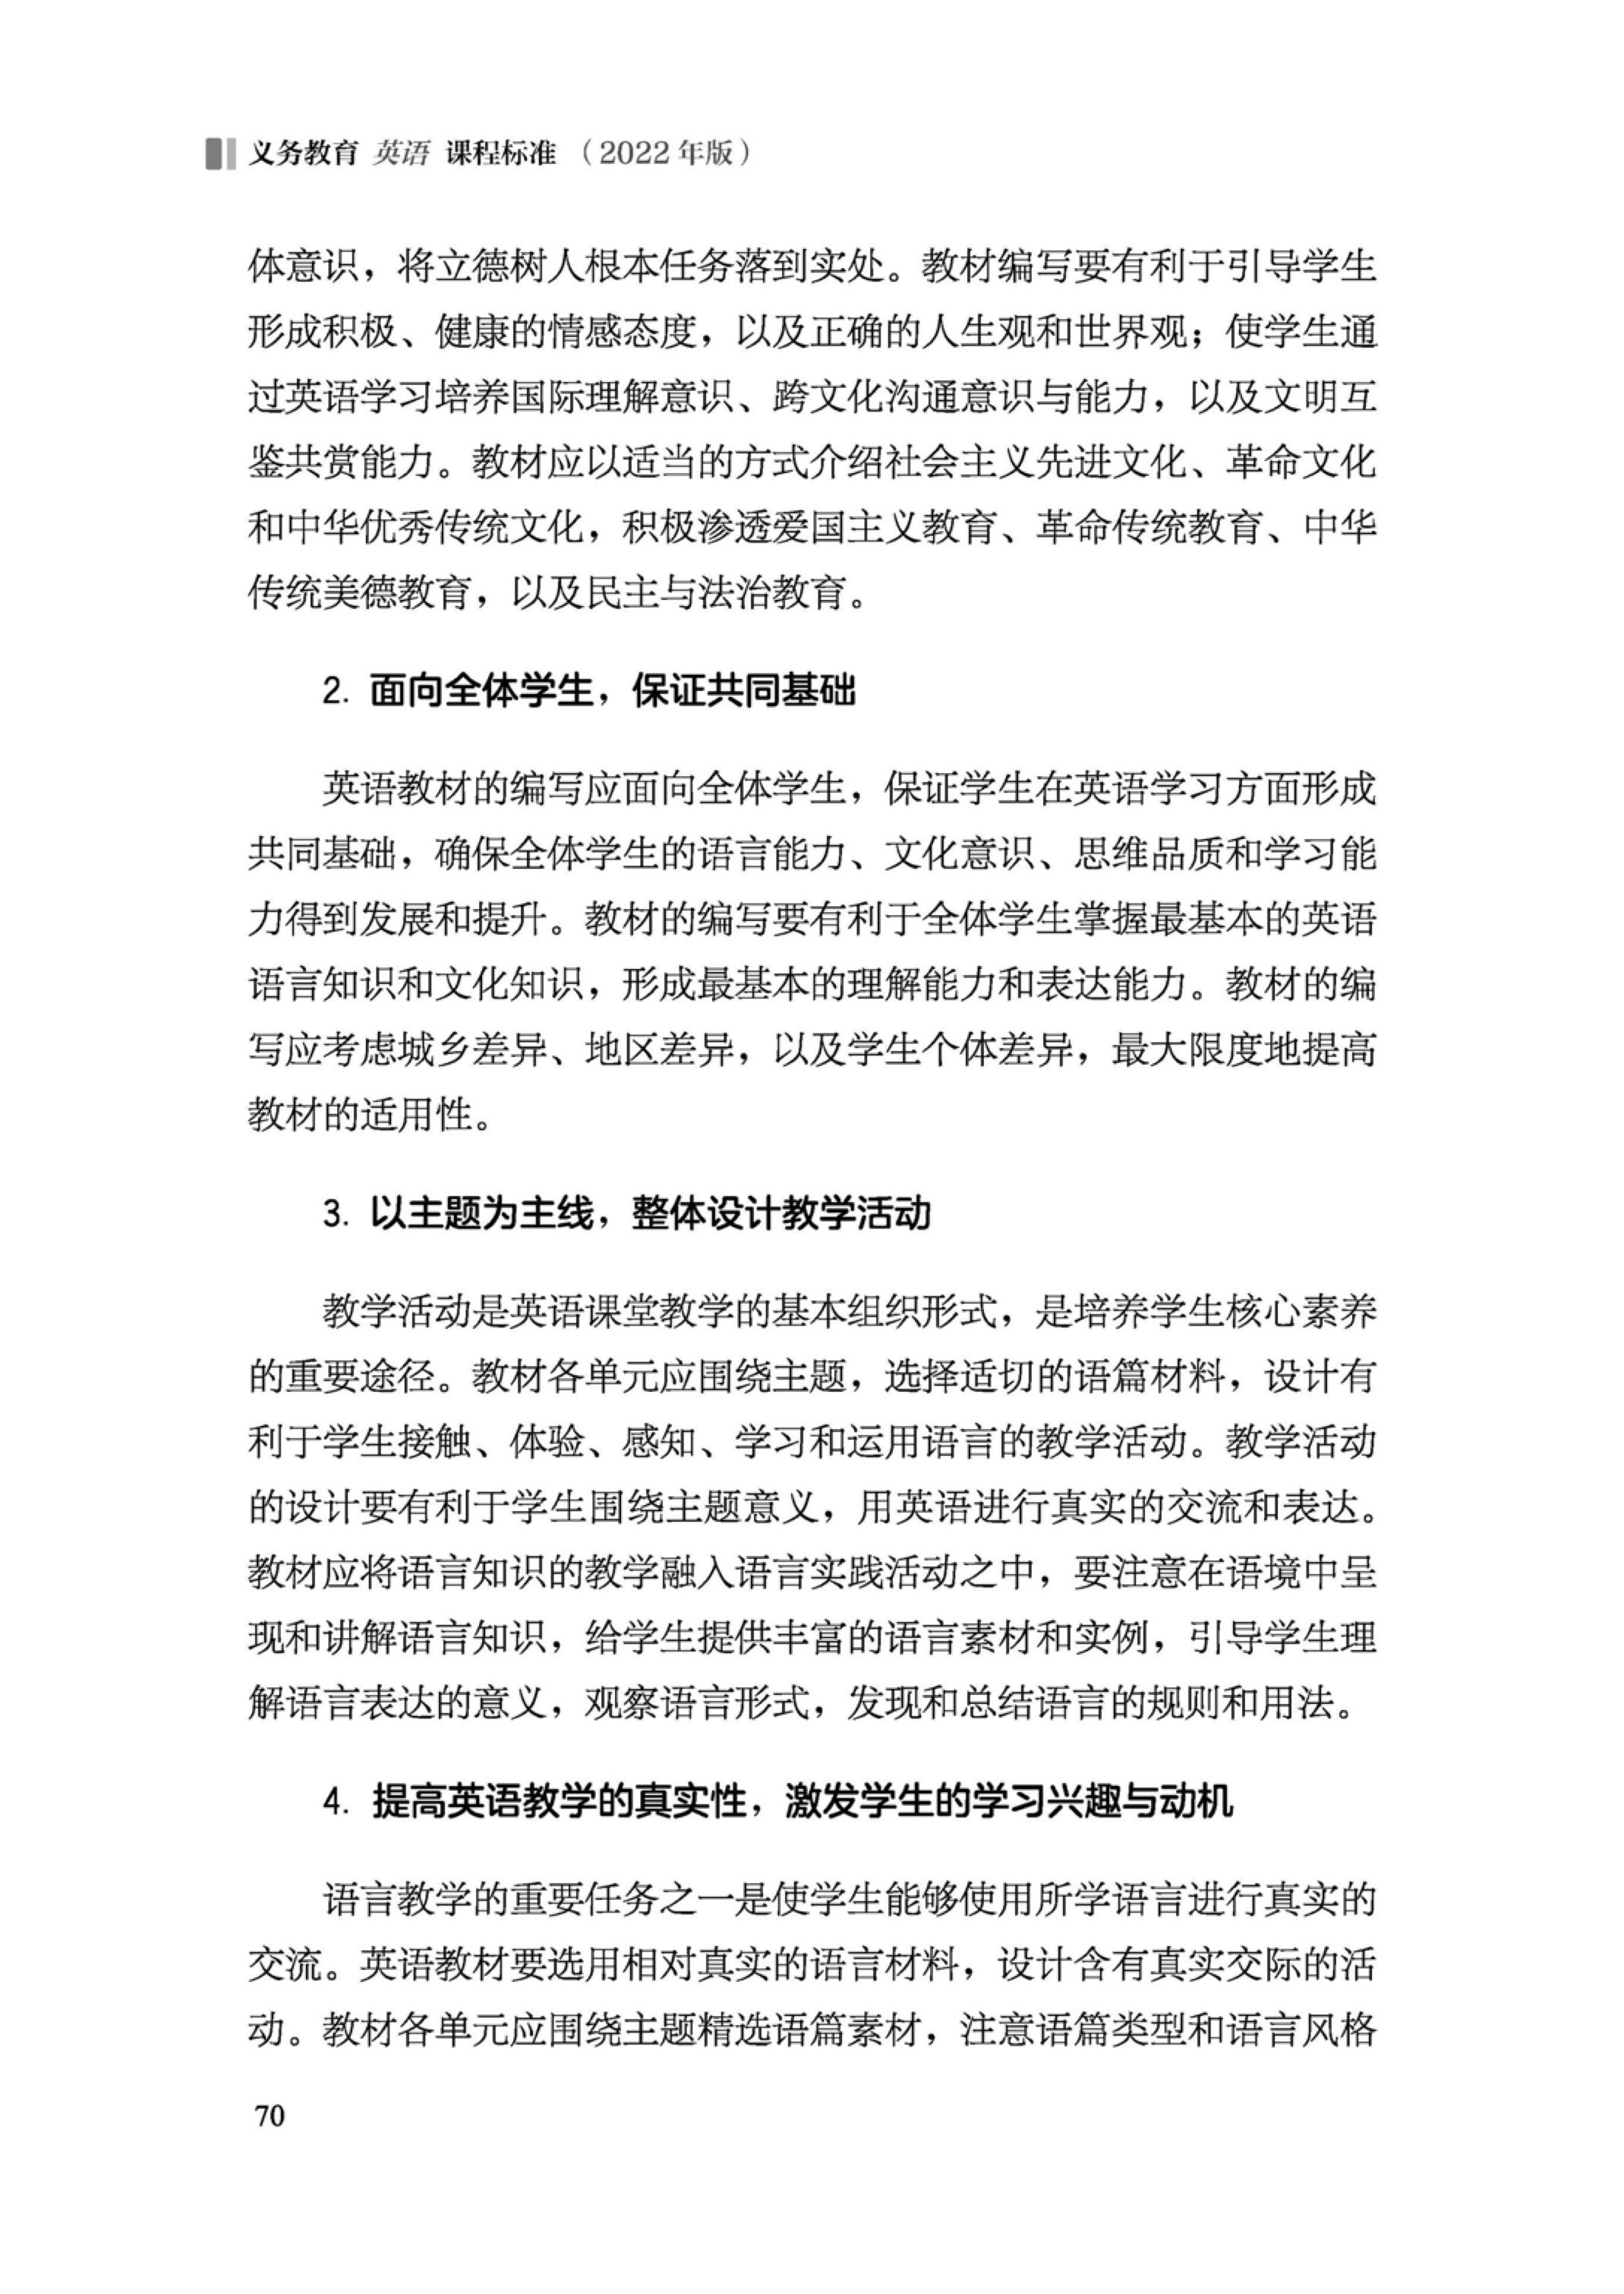 义务教育 英语 课程标准（2022年版）
体意识，将立德树人根本任务落到实处。教材编写要有利于引导学生
形成积极、健康的情感态度，以及正确的人生观和世界观；使学生通
过英语学习培养国际理解意识、跨文化沟通意识与能力，以及文明互
鉴共赏能力。教材应以适当的方式介绍社会主义先进文化、革命文化
和中华优秀传统文化，积极渗透爱国主义教育、革命传统教育、中华
传统美德教育，以及民主与法治教育。
2. 面向全体学生，保证共同基础
英语教材的编写应面向全体学生，保证学生在英语学习方面形成
共同基础，确保全体学生的语言能力、文化意识、思维品质和学习能
力得到发展和提升。教材的编写要有利于全体学生掌握最基本的英语
语言知识和文化知识，形成最基本的理解能力和表达能力。教材的编
写应考虑城乡差异、地区差异，以及学生个体差异，最大限度地提高
教材的适用性。
3. 以主题为主线，整体设计教学活动
教学活动是英语课堂教学的基本组织形式，是培养学生核心素养
的重要途径。教材各单元应围绕主题，选择适切的语篇材料，设计有
利于学生接触、体验、感知、学习和运用语言的教学活动。教学活动
的设计要有利于学生围绕主题意义，用英语进行真实的交流和表达。
教材应将语言知识的教学融入语言实践活动之中，要注意在语境中呈
现和讲解语言知识，给学生提供丰富的语言素材和实例，引导学生理
解语言表达的意义，观察语言形式，发现和总结语言的规则和用法。
4. 提高英语教学的真实性，激发学生的学习兴趣与动机
语言教学的重要任务之一是使学生能够使用所学语言进行真实的
交流。英语教材要选用相对真实的语言材料，设计含有真实交际的活
动。教材各单元应围绕主题精选语篇素材，注意语篇类型和语言风格
70